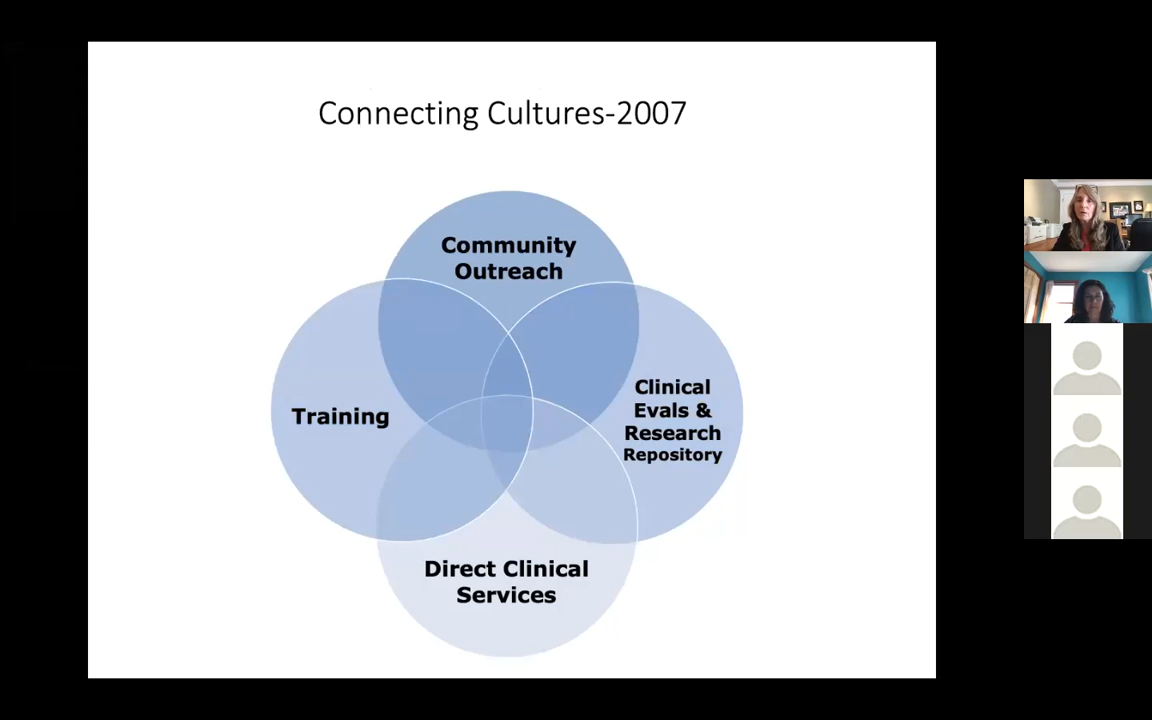 Connecting Cultures-2007
Community
Outreach
Training
Clinical
Evals &
Research
Repository
Direct Clinical
Services